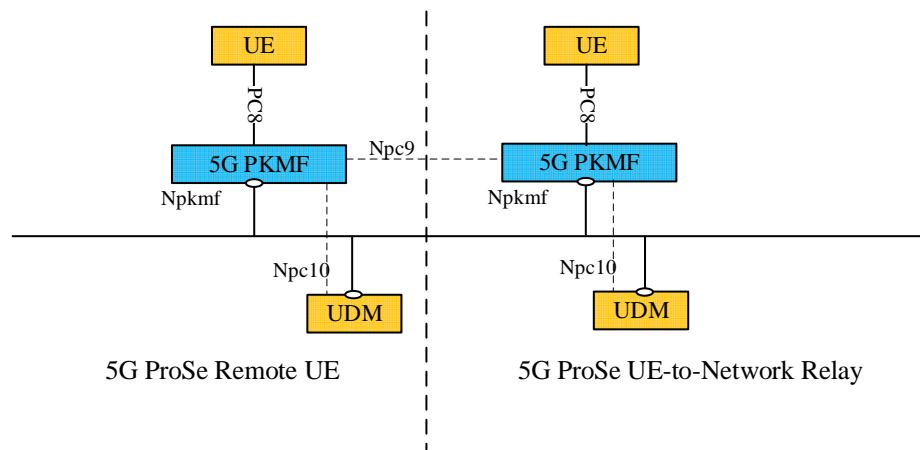 UE
UE
PC8
PC8
5G PKMF
Npc9
5G PKMF
Npkmf
Npkmf
Npc10
Npc10
UDM
UDM
5G ProSe Remote UE
5G ProSe UE-to-Network Relay